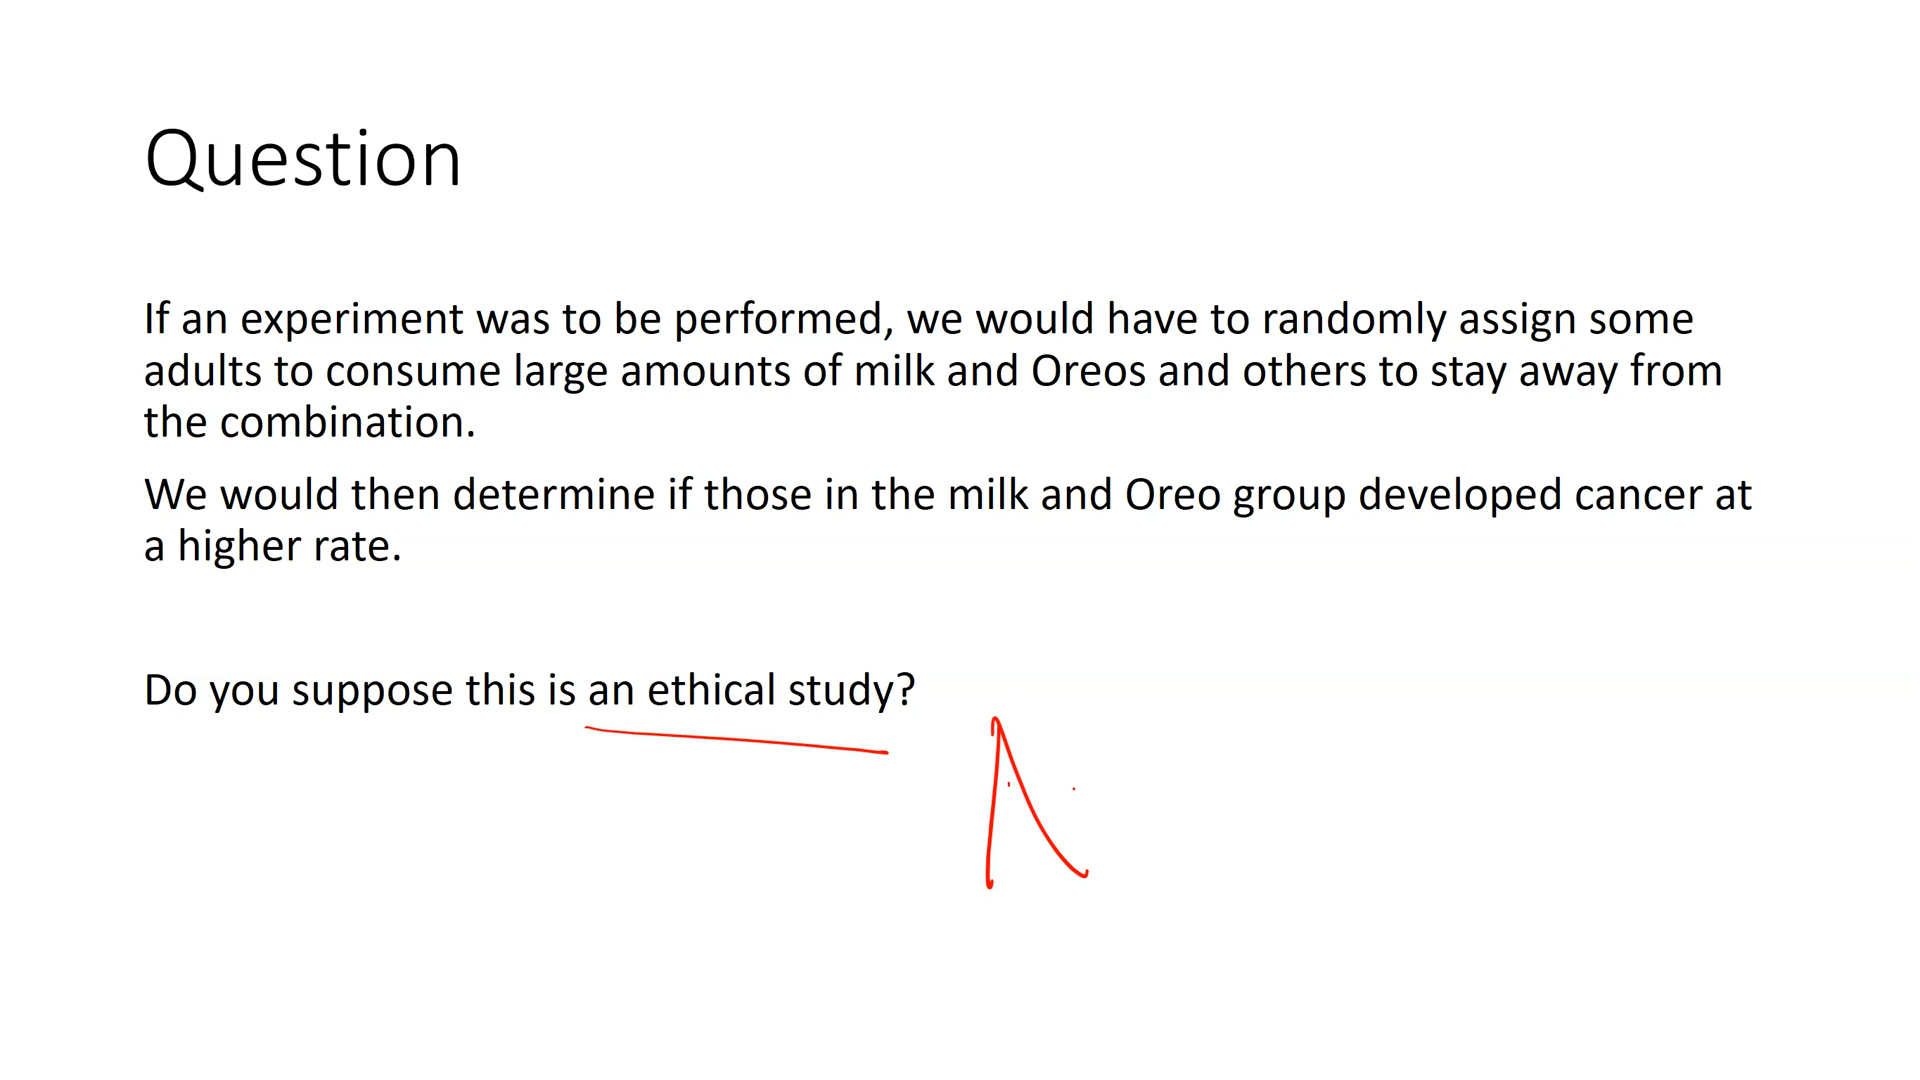 Question
If an experiment was to be performed, we would have to randomly assign some
adults to consume large amounts of milk and Oreos and others to stay away from
the combination.
We would then determine if those in the milk and Oreo group developed cancer at
a higher rate.
Do you suppose this is an ethical study?